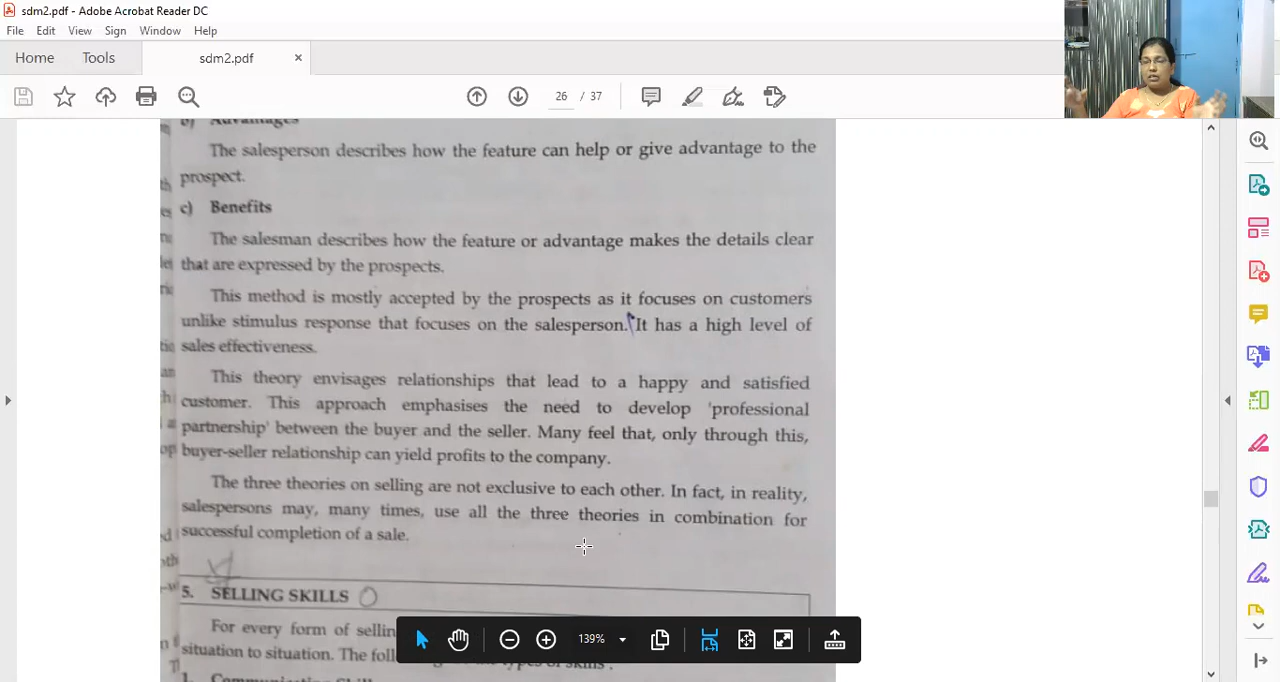 sdm2.pdf - Adobe Acrobat Reader DC
File Edit View Sign Window Help
Home Tools sdm2.pdf ×
26 / 37
b) Advantages
The salesperson describes how the feature can help or give advantage to the
prospect.
c) Benefits
The salesman describes how the feature or advantage makes the details clear
that are expressed by the prospects.
This method is mostly accepted by the prospects as it focuses on customers
unlike stimulus response that focuses on the salesperson. It has a high level of
sales effectiveness.
This theory envisages relationships that lead to a happy and satisfied
customer. This approach emphasises the need to develop 'professional
partnership' between the buyer and the seller. Many feel that, only through this,
buyer-seller relationship can yield profits to the company.
The three theories on selling are not exclusive to each other. In fact, in reality,
salespersons may, many times, use all the three theories in combination for
successful completion of a sale.
5. SELLING SKILLS
For every form of sellin
situation to situation. The foll
139%